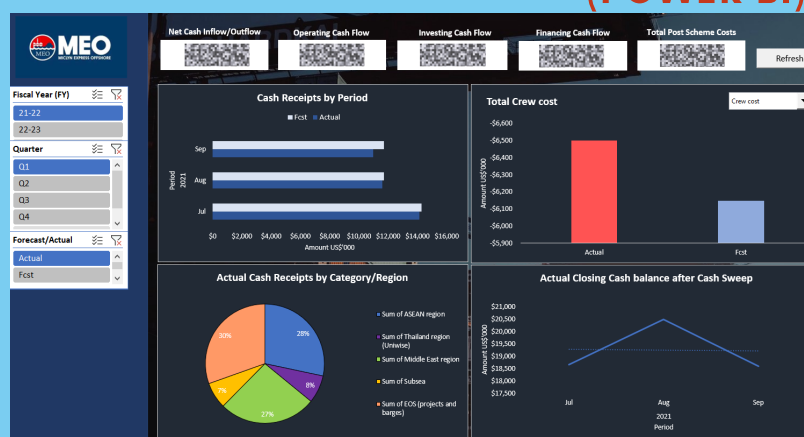 (POWER BI)
MEO
MEO
MICLYN EXPRESS OFFSHORE
Net Cash Inflow/Outflow
Operating Cash Flow
Investing Cash Flow
Financing Cash Flow
Total Post Scheme Costs
Refresh
Fiscal Year (FY)
21-22
22-23
Quarter
Q1
Q2
Q3
Q4
Forecast/Actual
Actual
Fcst
Cash Receipts by Period
Fcst Actual
Period
2021
Sep
Aug
Jul
$0 $2,000 $4,000 $6,000 $8,000 $10,000 $12,000 $14,000 $16,000
Amount US$'000
Total Crew cost
Crew cost
Amount US$'000
-$6,600
-$6,500
-$6,400
-$6,300
-$6,200
-$6,100
-$6,000
-$5,900
Actual Fcst
Actual Cash Receipts by Category/Region
28%
8%
27%
7%
30%
Sum of ASEAN region
Sum of Thailand region
(Uniwise)
Sum of Middle East region
Sum of Subsea
Sum of EOS (projects and
barges)
Actual Closing Cash balance after Cash Sweep
Amount US$'000
$21,000
$20,500
$20,000
$19,500
$19,000
$18,500
$18,000
$17,500
Jul Aug Sep
2021
Period